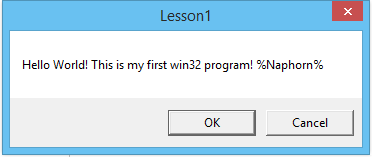 Lesson1
Hello World! This is my first win32 program! %Naphorn%
OK
Cancel